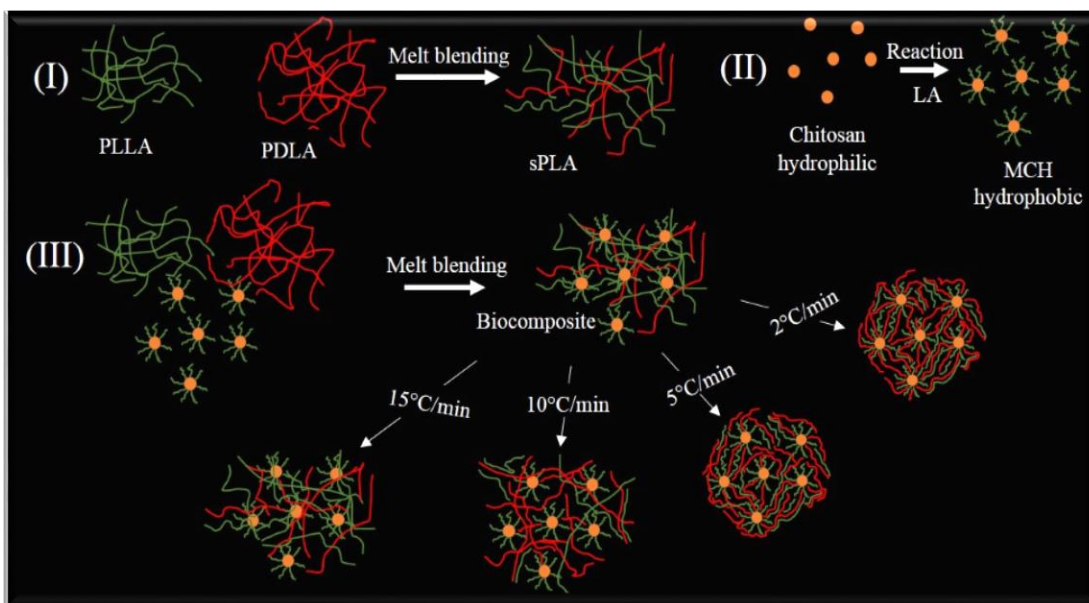 (I)
PLLA
PDLA
Melt blending
sPLA
(II)
Chitosan
hydrophilic
Reaction
LA
MCH
hydrophobic
(III)
Melt blending
Biocomposite
15°C/min
10°C/min
5°C/min
2°C/min